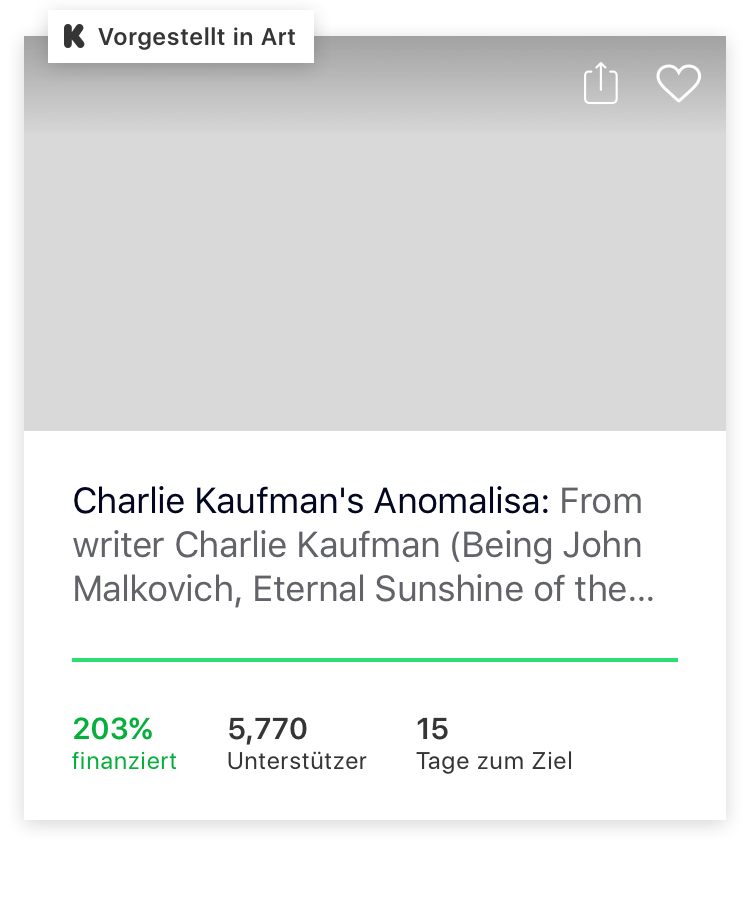 Vorgestellt in Art
Charlie Kaufman's Anomalisa: From
writer Charlie Kaufman (Being John
Malkovich, Eternal Sunshine of the...
203% 5,770 15
finanziert Unterstützer Tage zum Ziel